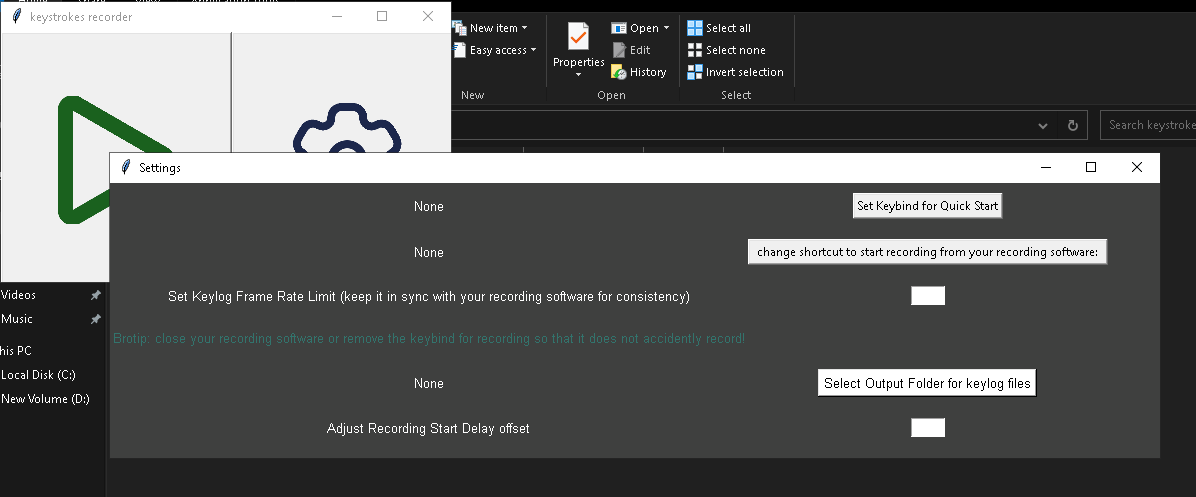 keystrokes recorder
New item
Easy access
New
Properties
Open
Edit
History
Open
Select all
Select none
Invert selection
Select
Search keystroke
Settings
None
Set Keybind for Quick Start
None
change shortcut to start recording from your recording software:
Set Keylog Frame Rate Limit (keep it in sync with your recording software for consistency)
Brotip: close your recording software or remove the keybind for recording so that it does not accidently record!
None
Select Output Folder for keylog files
Adjust Recording Start Delay offset
Videos
Music
his PC
Local Disk (C:)
New Volume (D:)